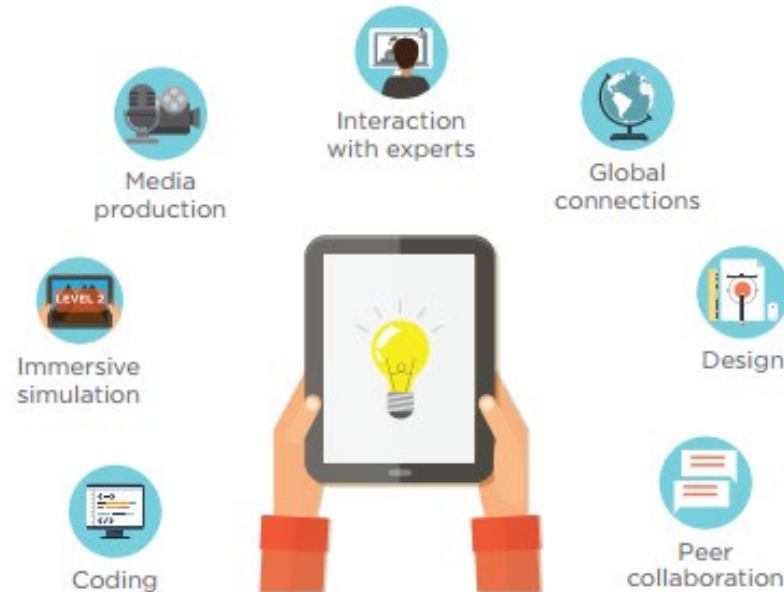 Interaction
with experts
Media
production
Global
connections
LEVEL 2
Immersive
simulation
Design
Coding
Peer
collaboration